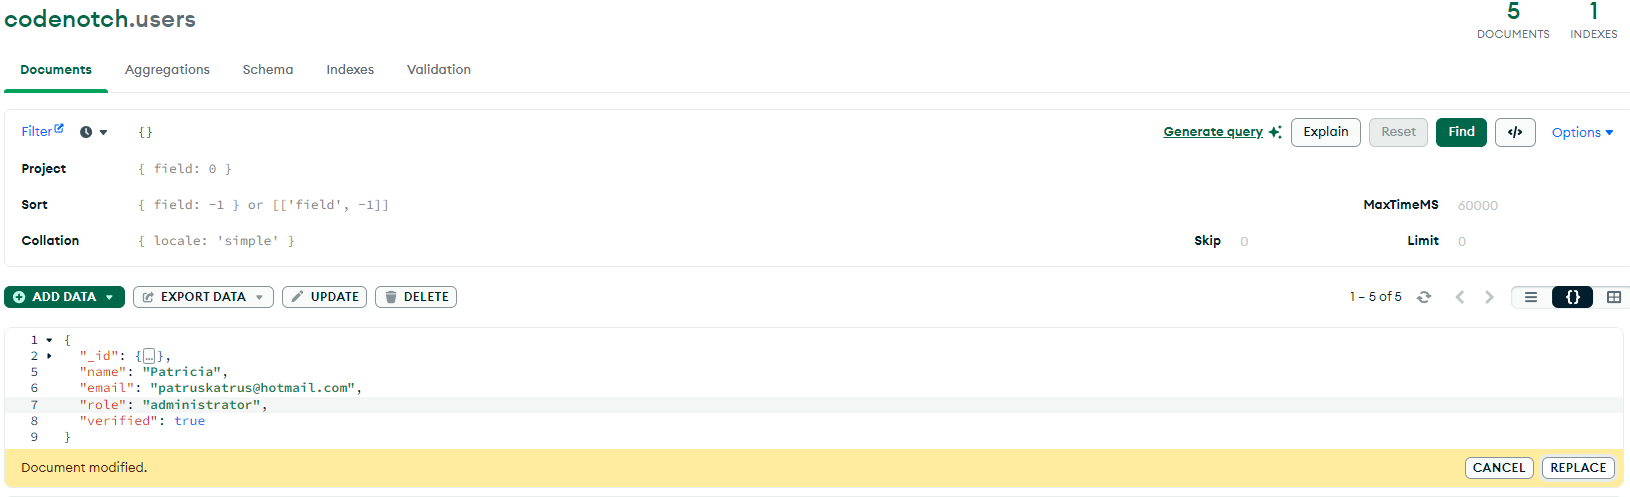 codenotch.users
5
DOCUMENTS
1
INDEXES
Documents
Aggregations
Schema
Indexes
Validation
Filter
{}
Generate query
Explain
Reset
Find
</>
Options
Project
{ field: 0 }
Sort
{ field: -1 } or [['field', -1]]
MaxTimeMS
60000
Collation
{ locale: 'simple' }
Skip
0
Limit
0
ADD DATA
EXPORT DATA
UPDATE
DELETE
1 – 5 of 5
{}
1 {
2 "_id": {…},
5 "name": "Patricia",
6 "email": "patruskatrus@hotmail.com",
7 "role": "administrator",
8 "verified": true
9 }
Document modified.
CANCEL
REPLACE